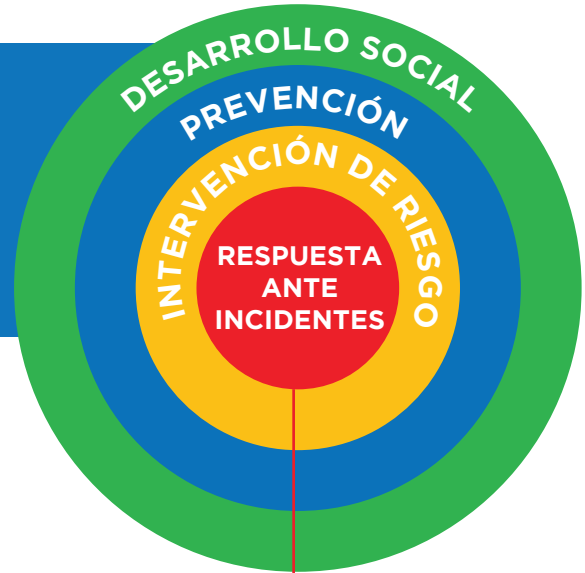 DESARROLLO SOCIAL
PREVENCIÓN
INTERVENCIÓN DE RIESGO
RESPUESTA
ANTE
INCIDENTES